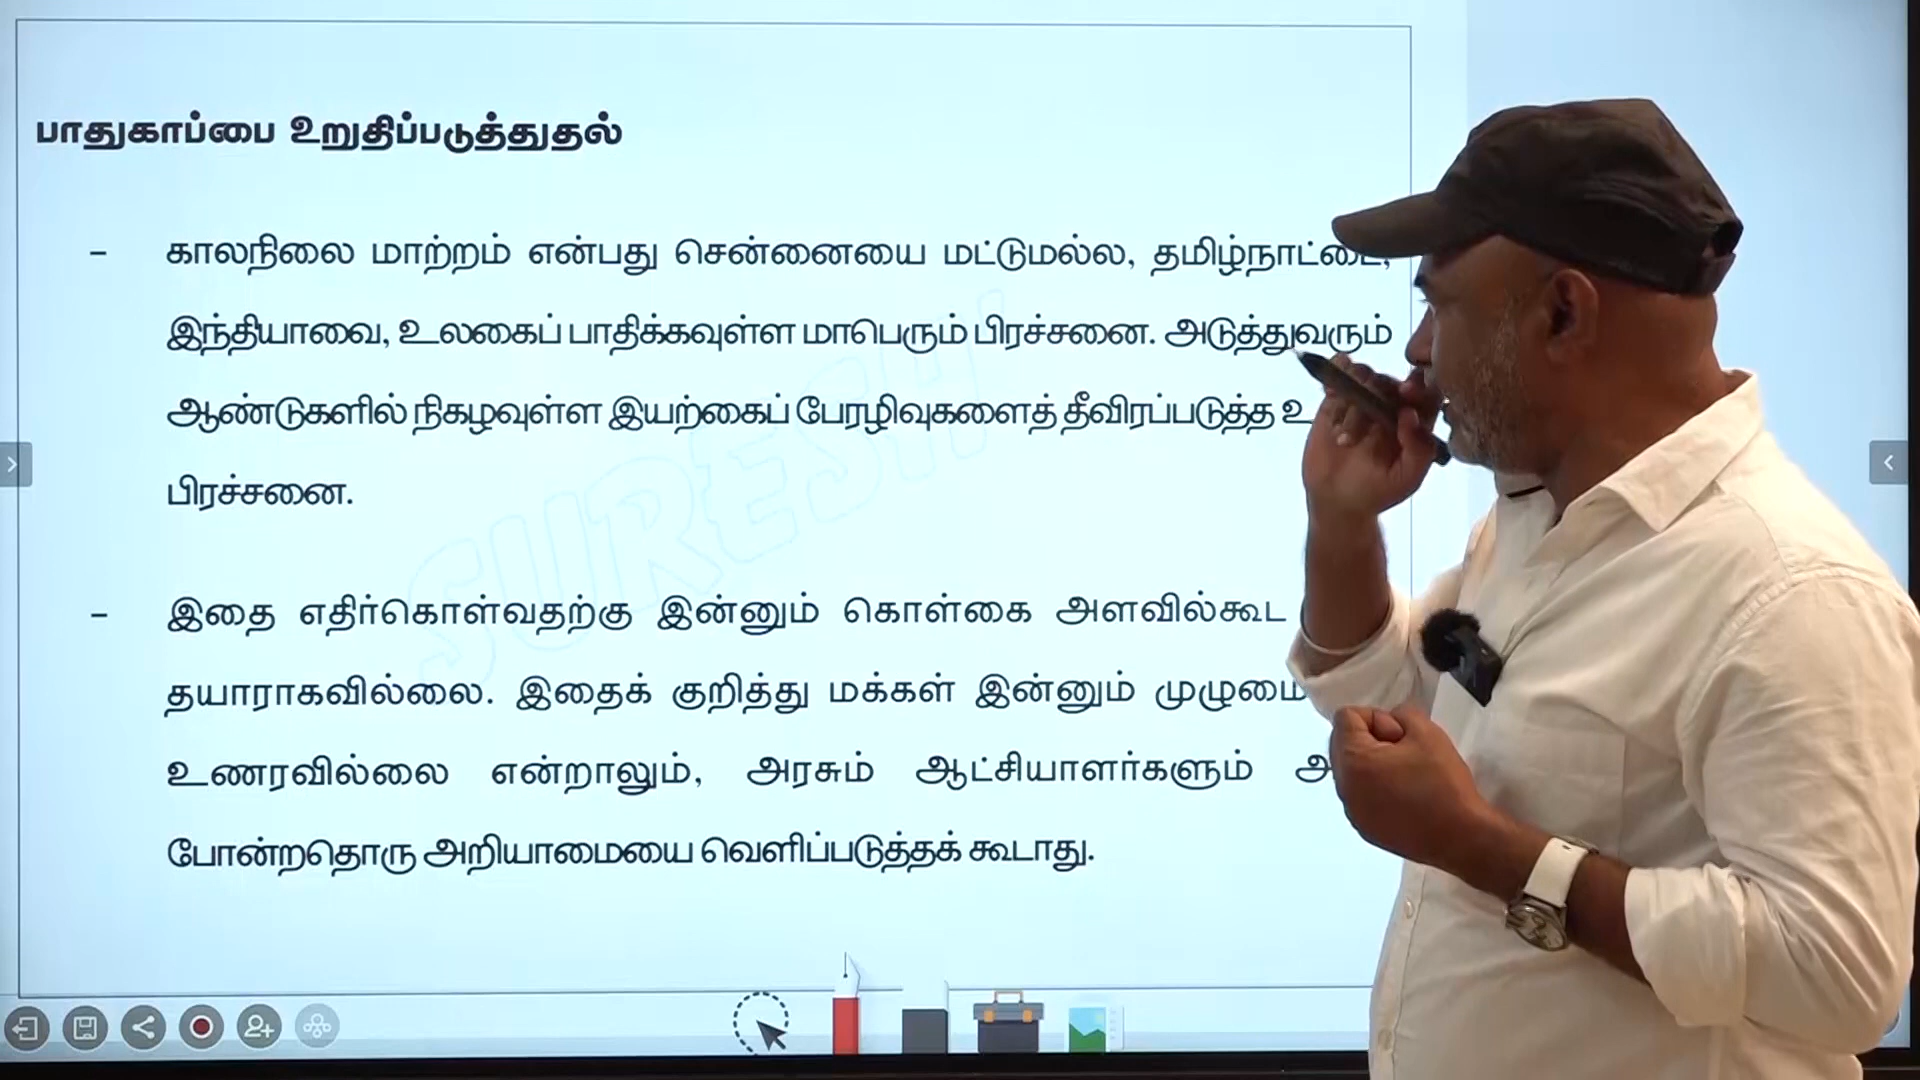 பாதுகாப்பை உறுதிப்படுத்துதல்
- காலநிலை மாற்றம் என்பது சென்னையை மட்டுமல்ல, தமிழ்நாட்டை,
இந்தியாவை, உலகைப் பாதிக்கவுள்ள மாபெரும் பிரச்சனை. அடுத்துவரும்
ஆண்டுகளில் நிகழவுள்ள இயற்கைப் பேரழிவுகளைத் தீவிரப்படுத்த
பிரச்சனை.
- இதை எதிர்கொள்வதற்கு இன்னும் கொள்கை அளவில்கூட
தயாராகவில்லை. இதைக் குறித்து மக்கள் இன்னும்
உணரவில்லை என்றாலும், அரசும் ஆட்சியாளர்களும்
போன்றதொரு அறியாமையை வெளிப்படுத்தக் கூடாது.
SURESH